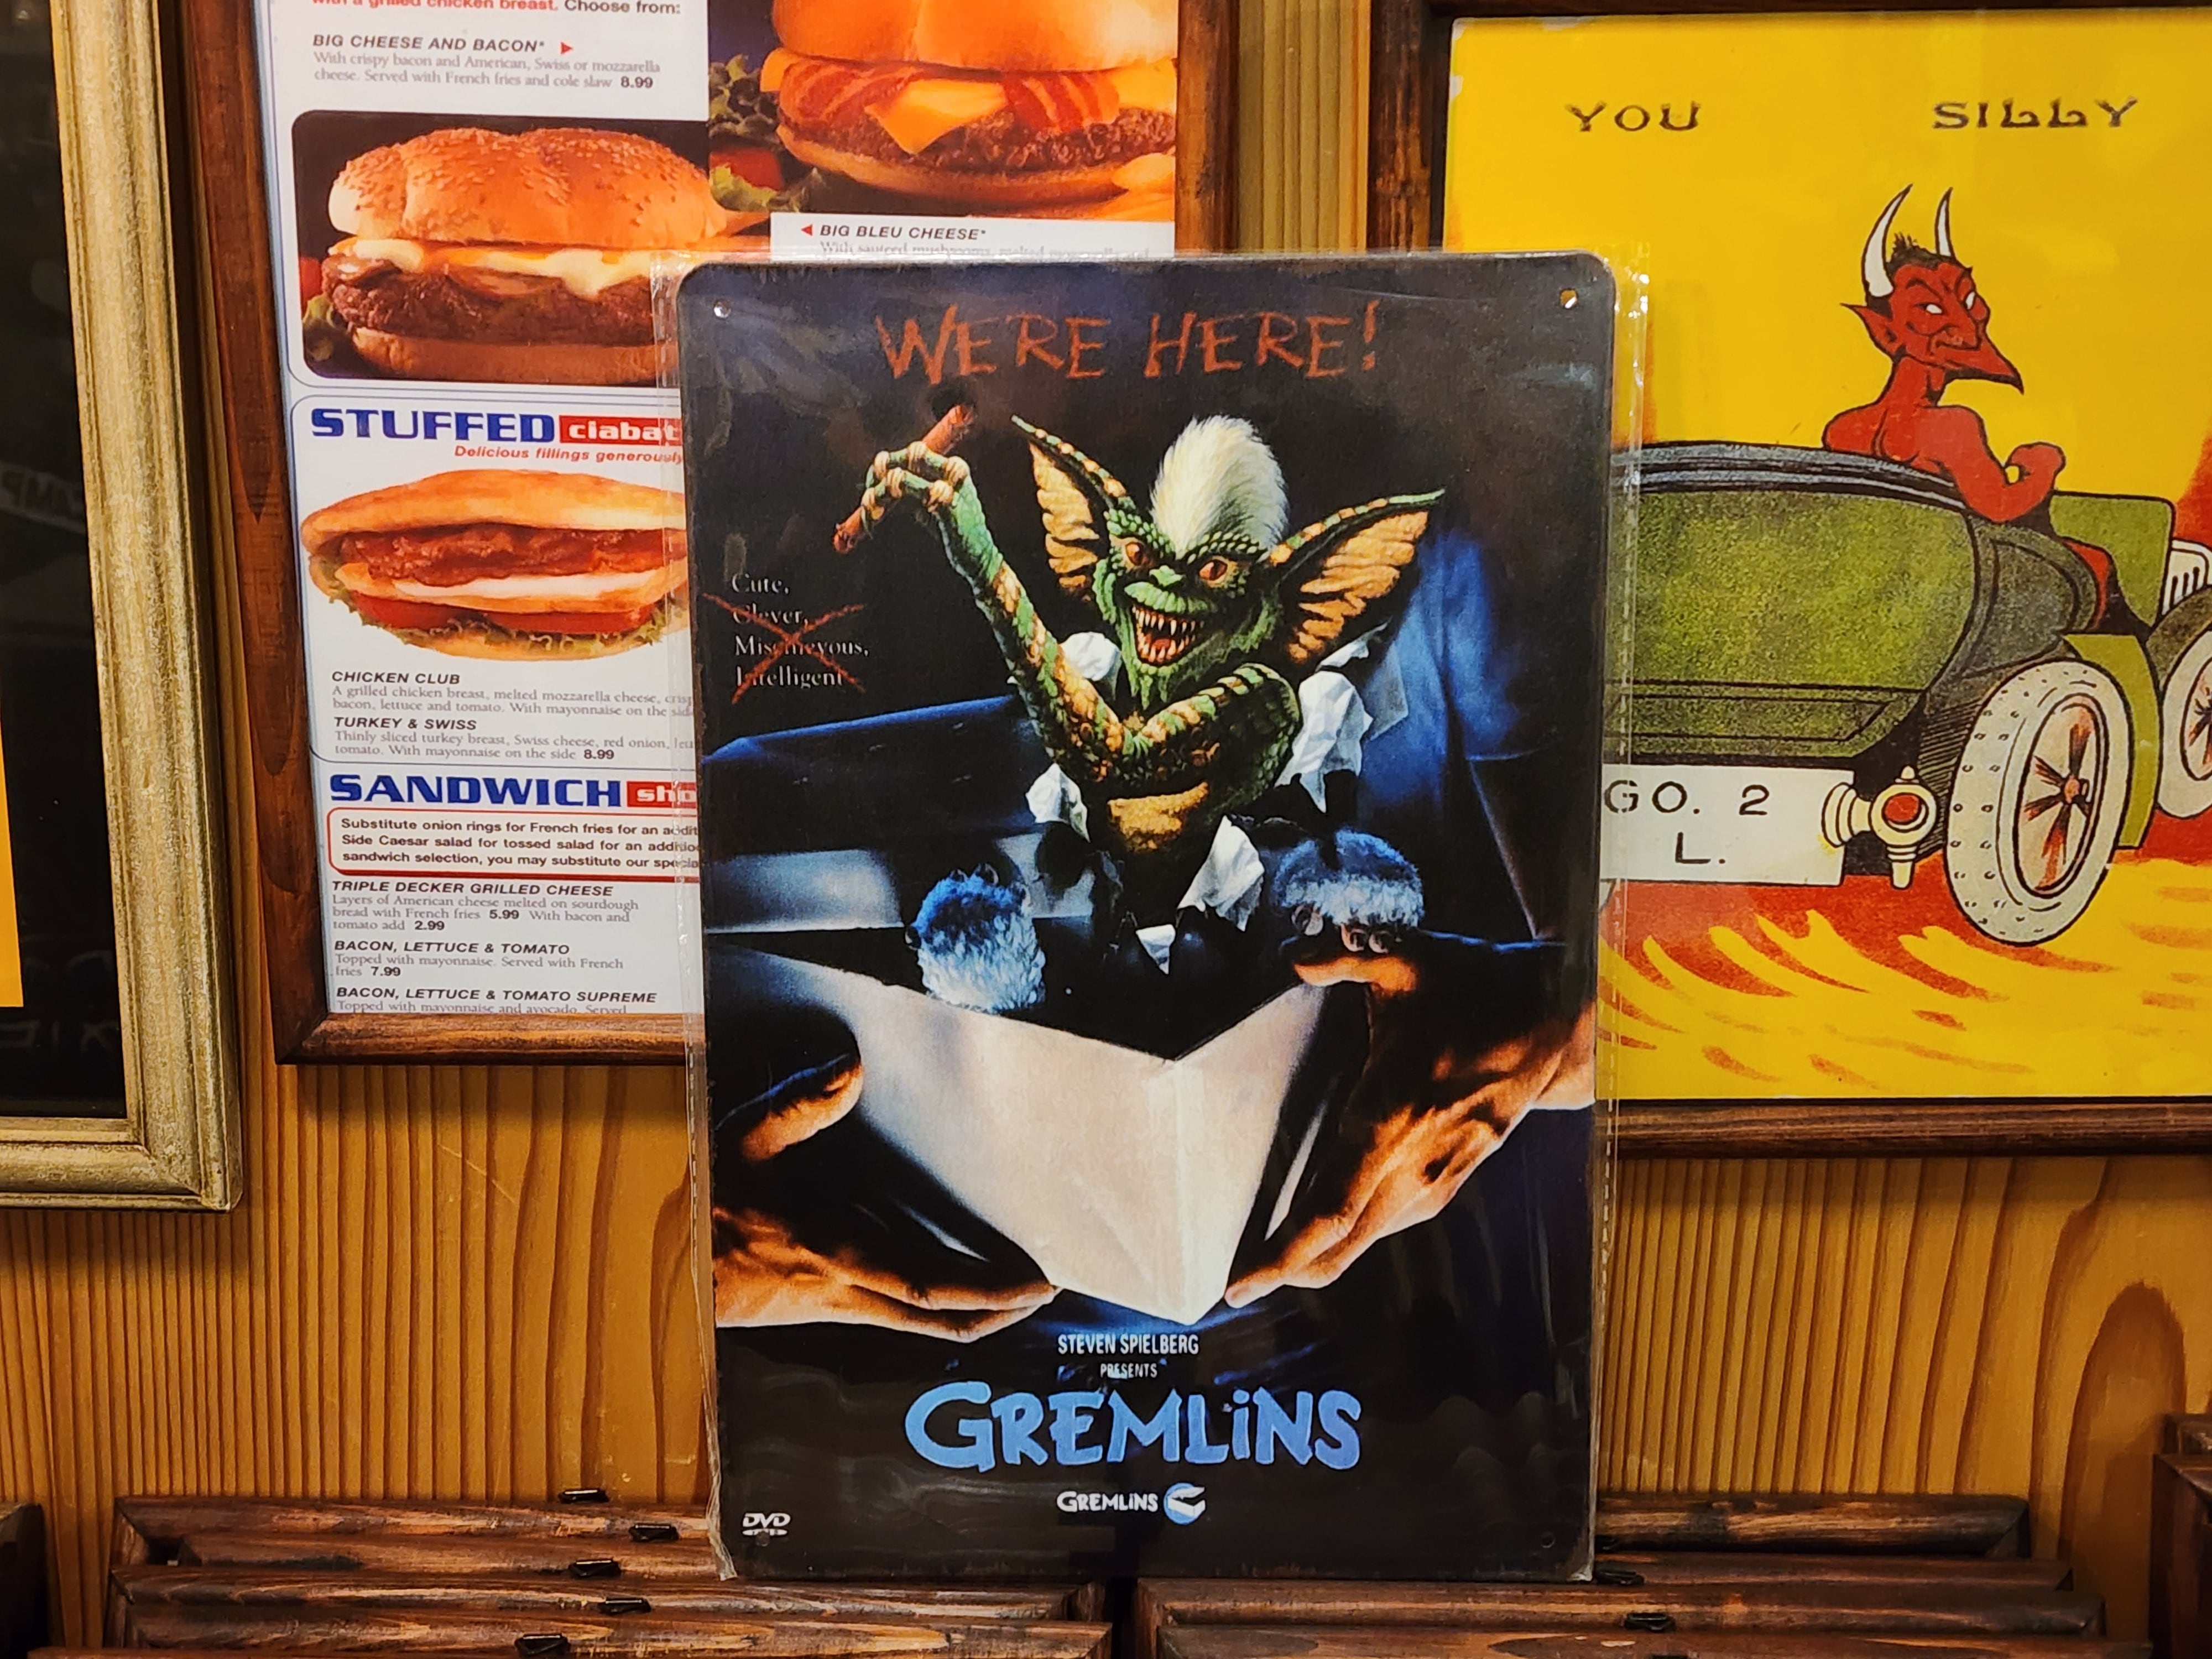 with a grilled chicken breast. Choose from:
BIG CHEESE AND BACON*
With crispy bacon and American, Swiss or mozzarella
cheese. Served with French fries and cole slaw 8.99
BIG BLEU CHEESE*
With sauteed mushrooms, melted
STUFFED ciabat
Delicious fillings generously
CHICKEN CLUB
A grilled chicken breast, melted mozzarella cheese, crisp
bacon, lettuce and tomato. With mayonnaise on the side
TURKEY & SWISS
Thinly sliced turkey breast, Swiss cheese, red onion,
tomato. With mayonnaise on the side 8.99
SANDWICH sho
Substitute onion rings for French fries for an addit
Side Caesar salad for tossed salad for an additio
sandwich selection, you may substitute our specia
TRIPLE DECKER GRILLED CHEESE
Layers of American cheese melted on sourdough
bread with French fries 5.99 With bacon and
tomato add 2.99
BACON, LETTUCE & TOMATO
Topped with mayonnaise. Served with French
fries 7.99
BACON, LETTUCE & TOMATO SUPREME
Topped with mayonnaise and avocado. Served
WE'RE HERE!
Cute,
Clever,
Mischievous,
Intelligent
STEVEN SPIELBERG
PRESENTS
GREMLiNS
GREMLiNS
DVD
YOU SILLY
GO. 2
L.